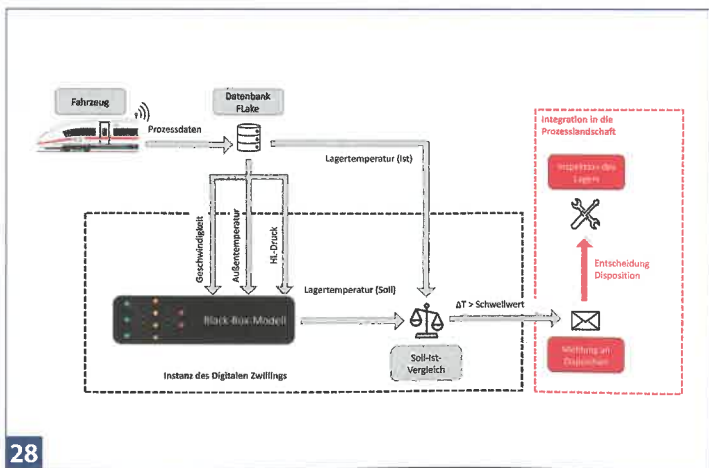 Fahrzeug
Datenbank
FLake
Prozessdaten
Lagertemperatur (Ist)
Integration in die
Prozesslandschaft
Inspektion des
Lagers
Geschwindigkeit
Außentemperatur
HL-Druck
Entscheidung
Disposition
Lagertemperatur (Soll)
ΔT > Schwellwert
Black-Box-Modell
Soll-Ist-
Vergleich
Meldung an
Disponenten
Instanz des Digitalen Zwillings
28